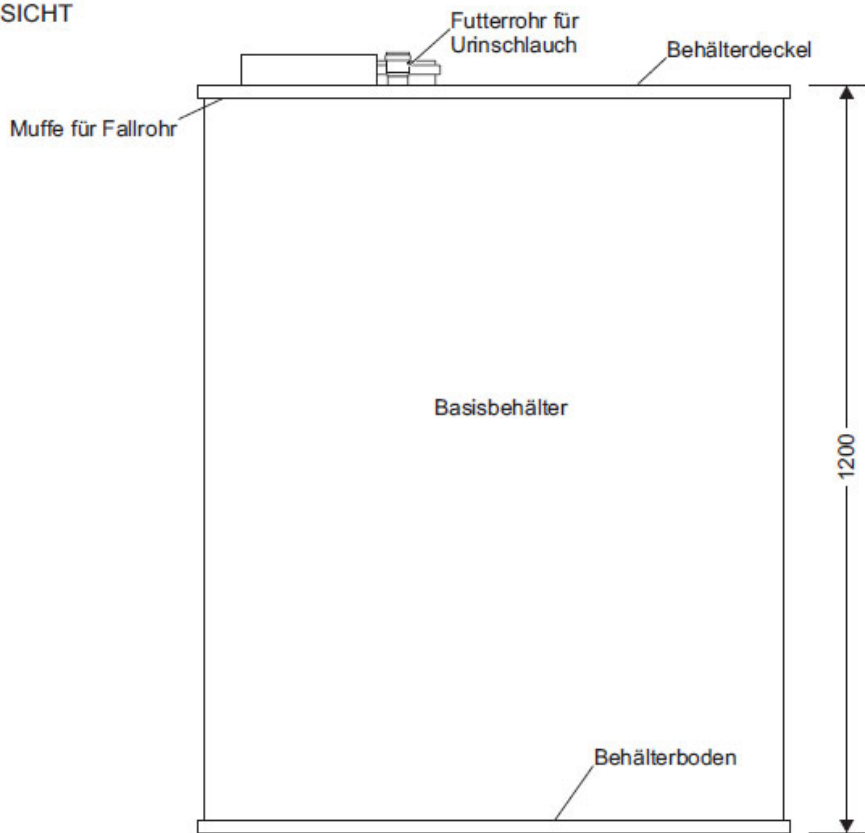 SICHT
Futterrohr für
Urinschlauch
Behälterdeckel
Muffe für Fallrohr
Basisbehälter
1200
Behälterboden